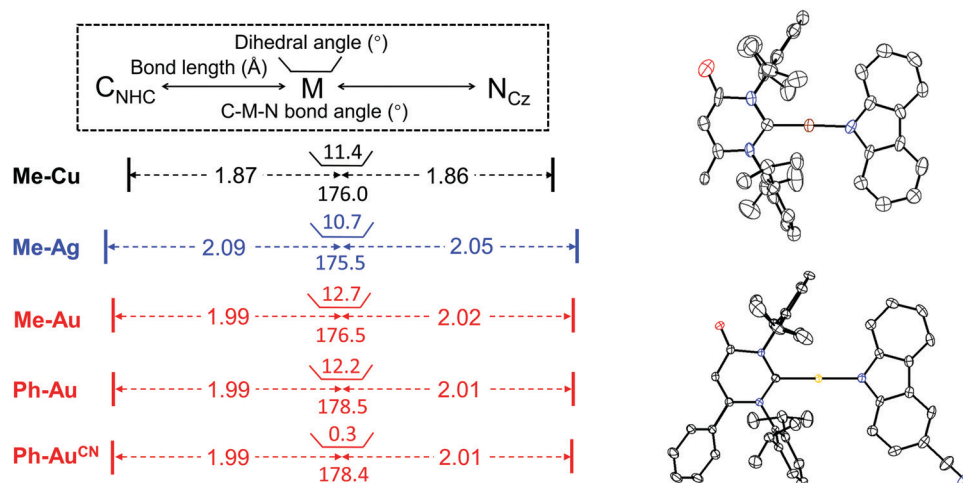 Dihedral angle (°)
Bond length (Å)
C_NHC M N_Cz
C-M-N bond angle (°)
11.4
Me-Cu 1.87 1.86
176.0
10.7
Me-Ag 2.09 2.05
175.5
12.7
Me-Au 1.99 2.02
176.5
12.2
Ph-Au 1.99 2.01
178.5
0.3
Ph-Au^CN 1.99 2.01
178.4